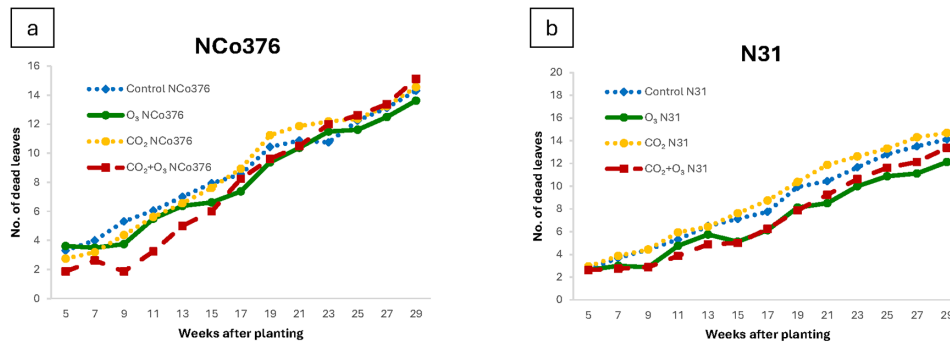 a
NCo376
No. of dead leaves
16
14
12
10
8
6
4
2
0
Control NCo376
O₃ NCo376
CO₂ NCo376
CO₂+O₃ NCo376
5 7 9 11 13 15 17 19 21 23 25 27 29
Weeks after planting
b
N31
No. of dead leaves
20
18
16
14
12
10
8
6
4
2
0
Control N31
O₃ N31
CO₂ N31
CO₂+O₃ N31
5 7 9 11 13 15 17 19 21 23 25 27 29
Weeks after planting